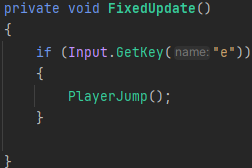 private void FixedUpdate()
{
if (Input.GetKey( name: "e"))
{
PlayerJump();
}
}